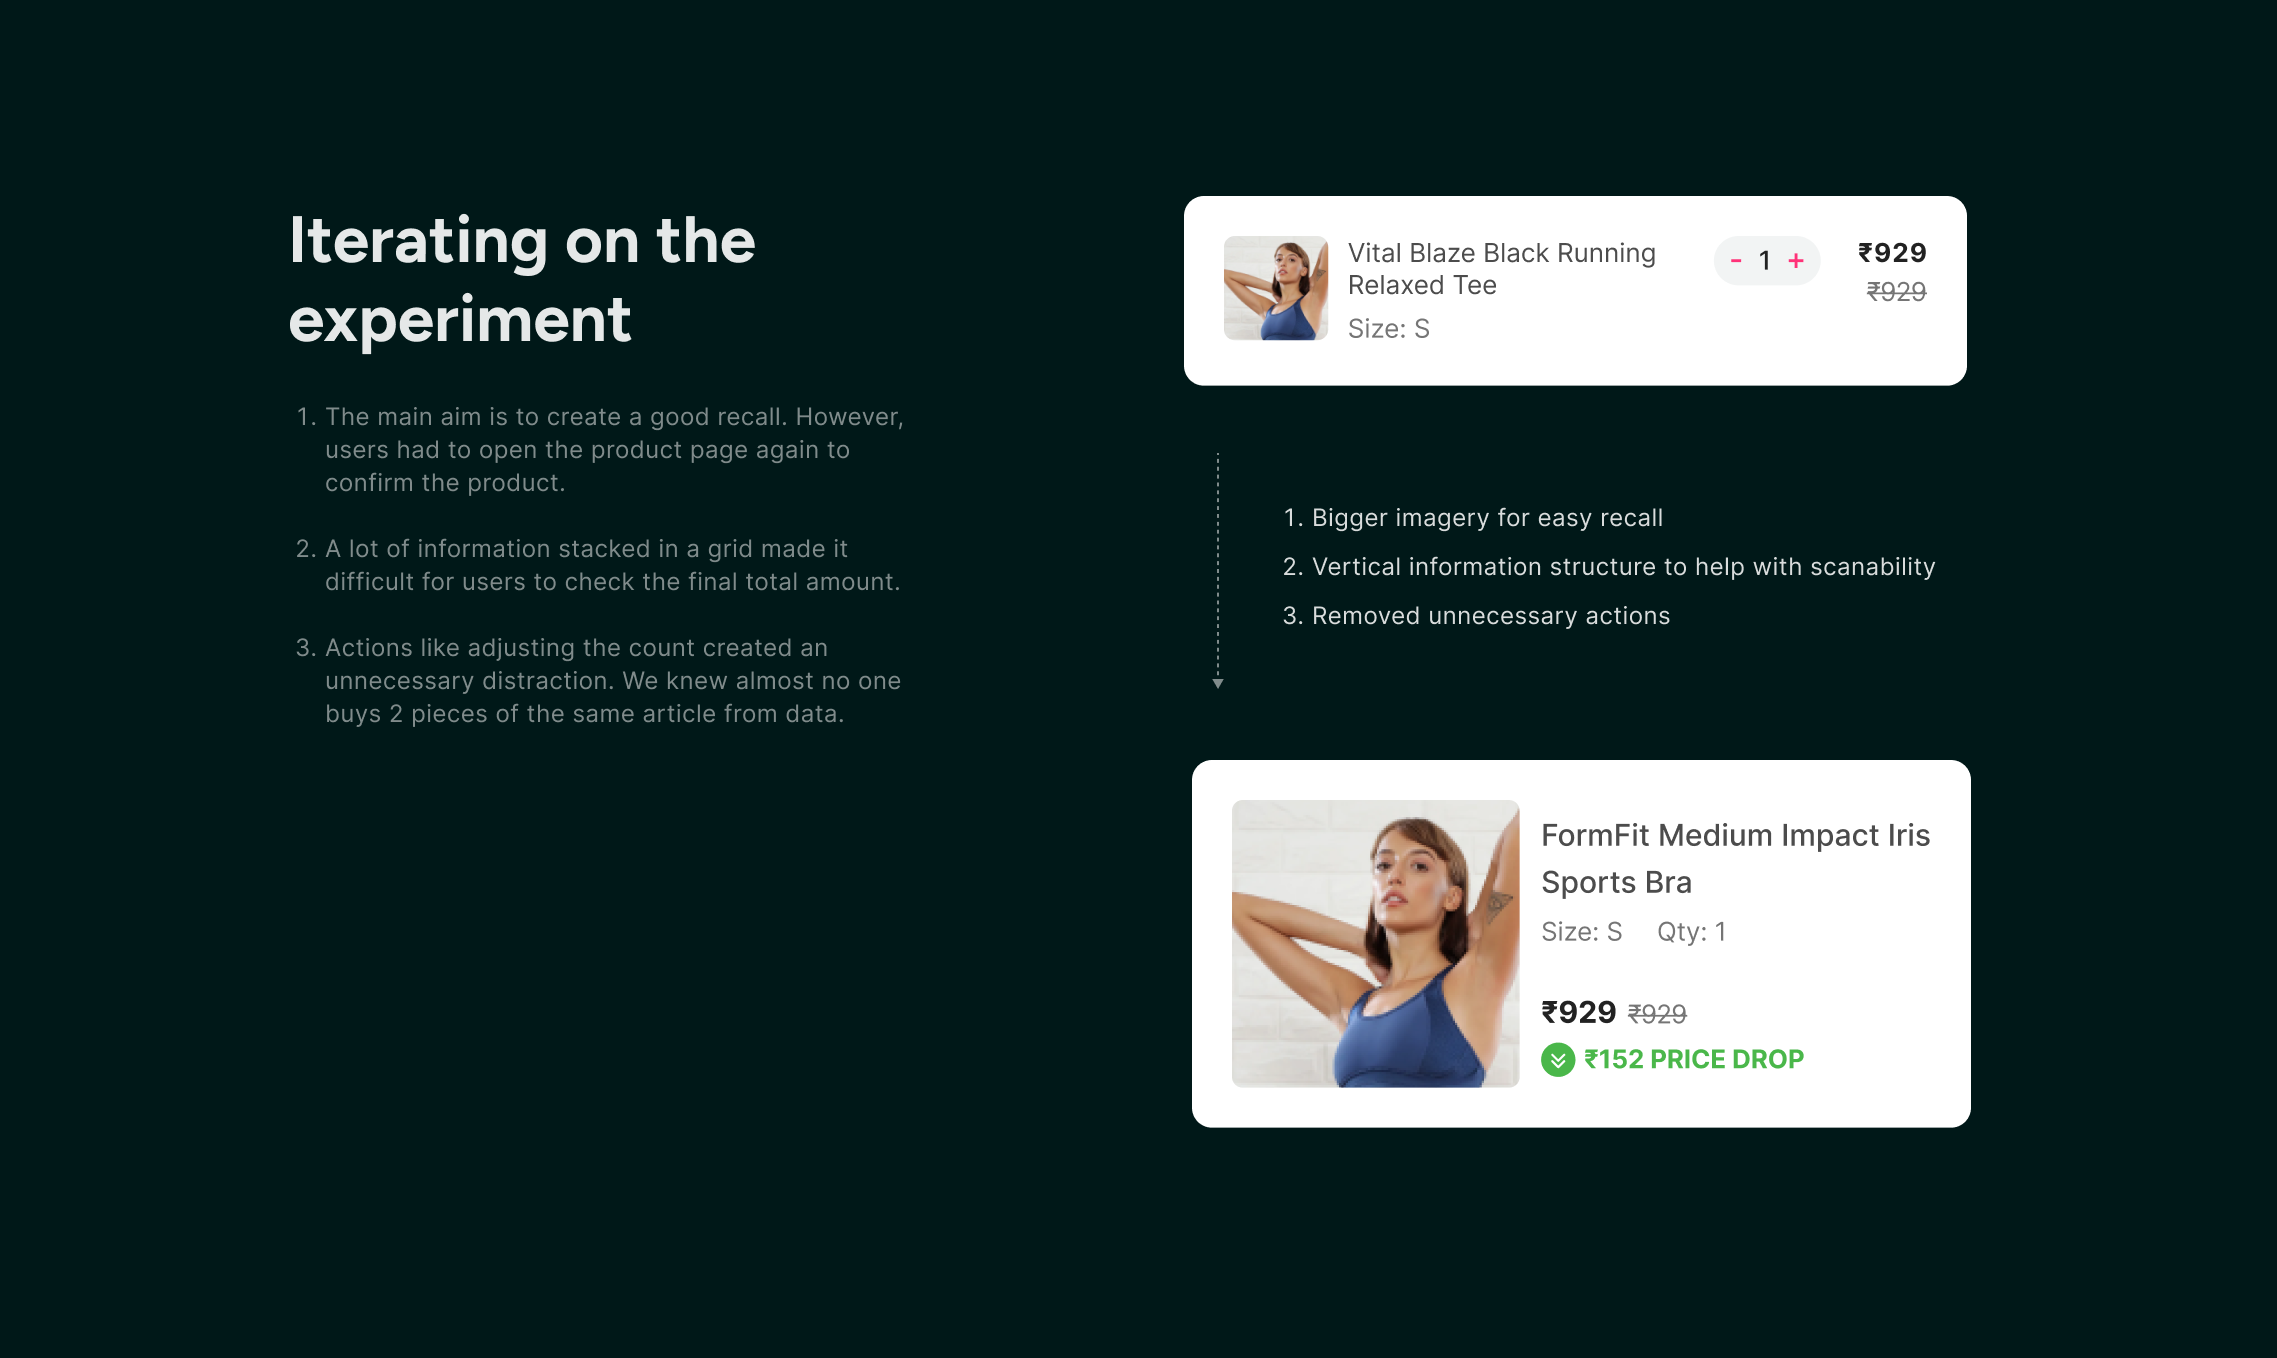 Iterating on the
experiment
1. The main aim is to create a good recall. However,
users had to open the product page again to
confirm the product.
2. A lot of information stacked in a grid made it
difficult for users to check the final total amount.
3. Actions like adjusting the count created an
unnecessary distraction. We knew almost no one
buys 2 pieces of the same article from data.
Vital Blaze Black Running
Relaxed Tee
Size: S
- 1 +
₹929
₹929
1. Bigger imagery for easy recall
2. Vertical information structure to help with scanability
3. Removed unnecessary actions
FormFit Medium Impact Iris
Sports Bra
Size: S Qty: 1
₹929 ₹929
₹152 PRICE DROP